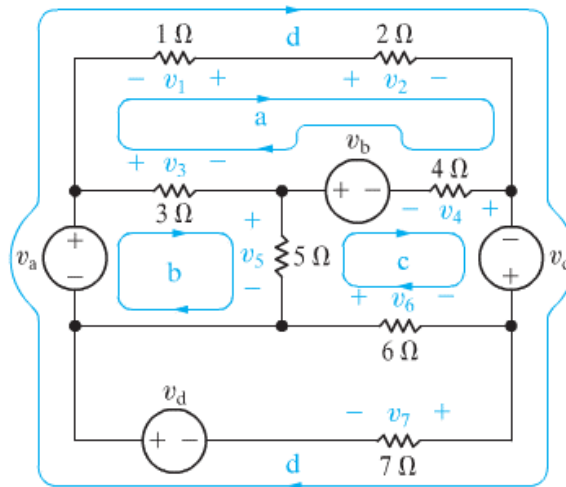 1 Ω d 2 Ω
− v1 + + v2 −
a
vb
+ v3 − + − 4 Ω
3 Ω + − v4 +
+ − va b v5 5 Ω c − + vc
− + v6 −
6 Ω
vd
+ − − v7 +
d 7 Ω